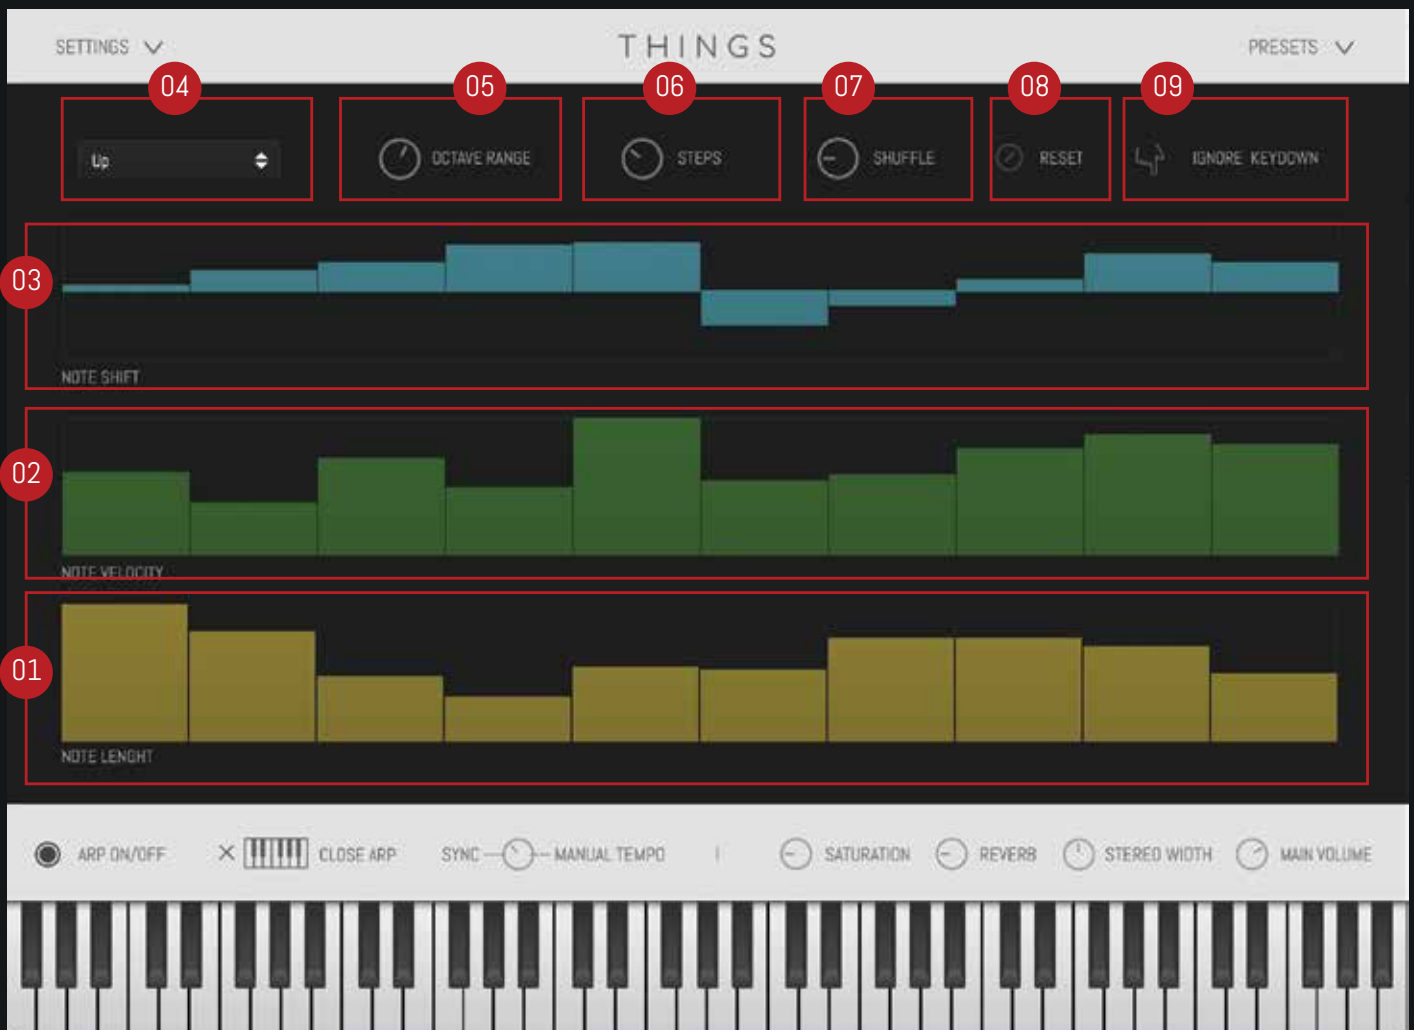 SETTINGS
THINGS
PRESETS
04
05
06
07
08
09
Up
OCTAVE RANGE
STEPS
SHUFFLE
RESET
IGNORE KEYDOWN
03
NOTE SHIFT
02
NOTE VELOCITY
01
NOTE LENGHT
ARP ON/OFF
CLOSE ARP
SYNC
MANUAL TEMPO
SATURATION
REVERB
STEREO WIDTH
MAIN VOLUME